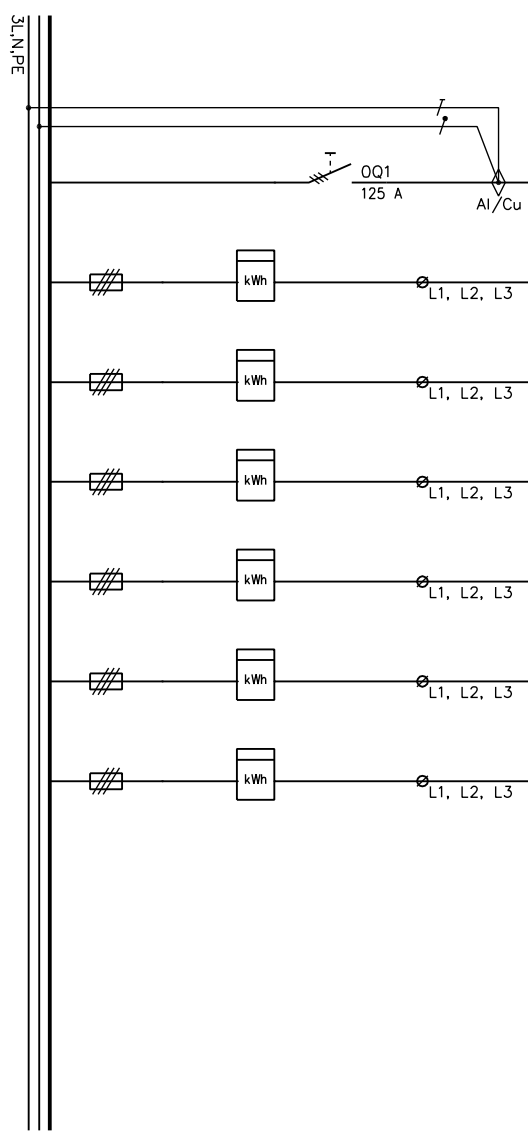 3L,N,PE
0Q1
125 A
Al/Cu
kWh
L1, L2, L3
kWh
L1, L2, L3
kWh
L1, L2, L3
kWh
L1, L2, L3
kWh
L1, L2, L3
kWh
L1, L2, L3